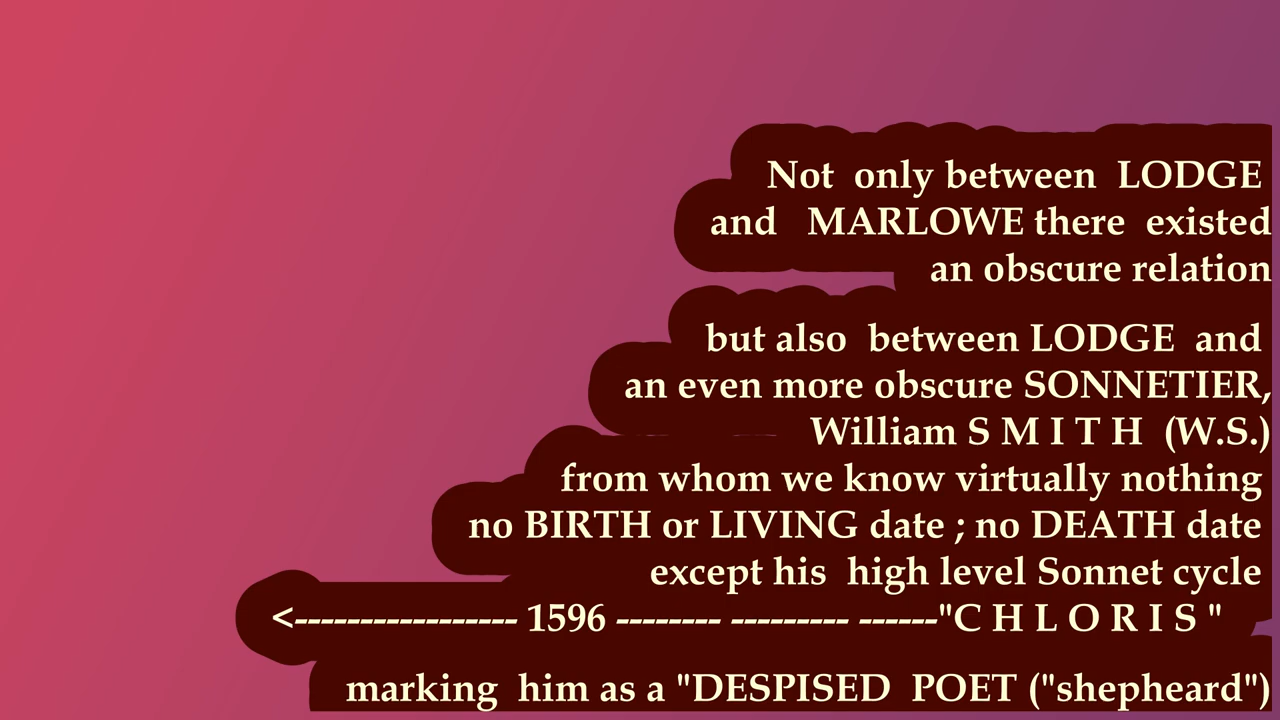 Not only between LODGE
and MARLOWE there existed
an obscure relation
but also between LODGE and
an even more obscure SONNETIER,
William S M I T H (W.S.)
from whom we know virtually nothing
no BIRTH or LIVING date ; no DEATH date
except his high level Sonnet cycle
<----------------- 1596 -------- --------- ------"C H L O R I S "
marking him as a "DESPISED POET ("shepheard")